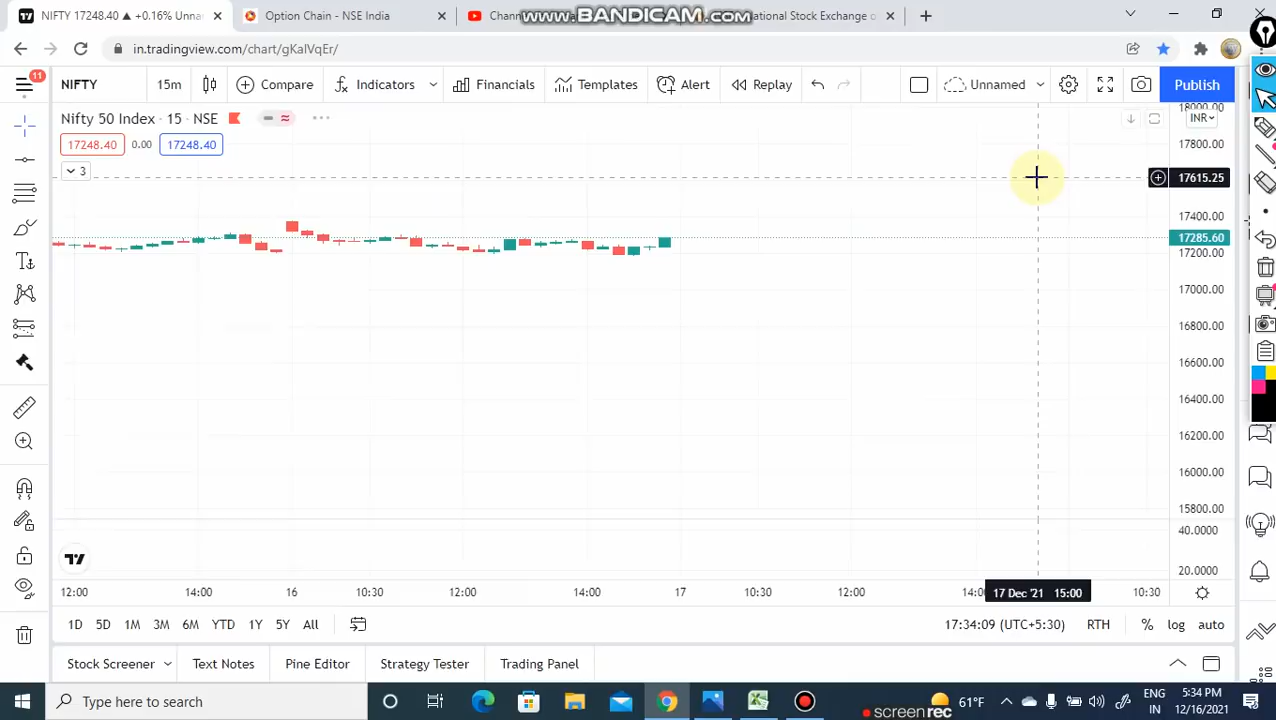 NIFTY 17248.40 ▲ +0.16% Unna
Option Chain - NSE India
Chann
ational Stock Exchange o
www.BANDICAM.com
in.tradingview.com/chart/gKalVqEr/
11
NIFTY
15m
Compare
Indicators
Financials
Templates
Alert
Replay
Unnamed
Publish
Nifty 50 Index · 15 · NSE
17248.40
0.00
17248.40
3
INR
18000.00
17800.00
17615.25
17400.00
17285.60
17200.00
17000.00
16800.00
16600.00
16400.00
16200.00
16000.00
15800.00
40.0000
20.0000
12:00
14:00
16
10:30
12:00
14:00
17
10:30
12:00
14:0
17 Dec '21 15:00
10:30
1D 5D 1M 3M 6M YTD 1Y 5Y All
17:34:09 (UTC+5:30)
RTH
%
log
auto
Stock Screener
Text Notes
Pine Editor
Strategy Tester
Trading Panel
Type here to search
61°F
ENG
IN
5:34 PM
12/16/2021
screenrec